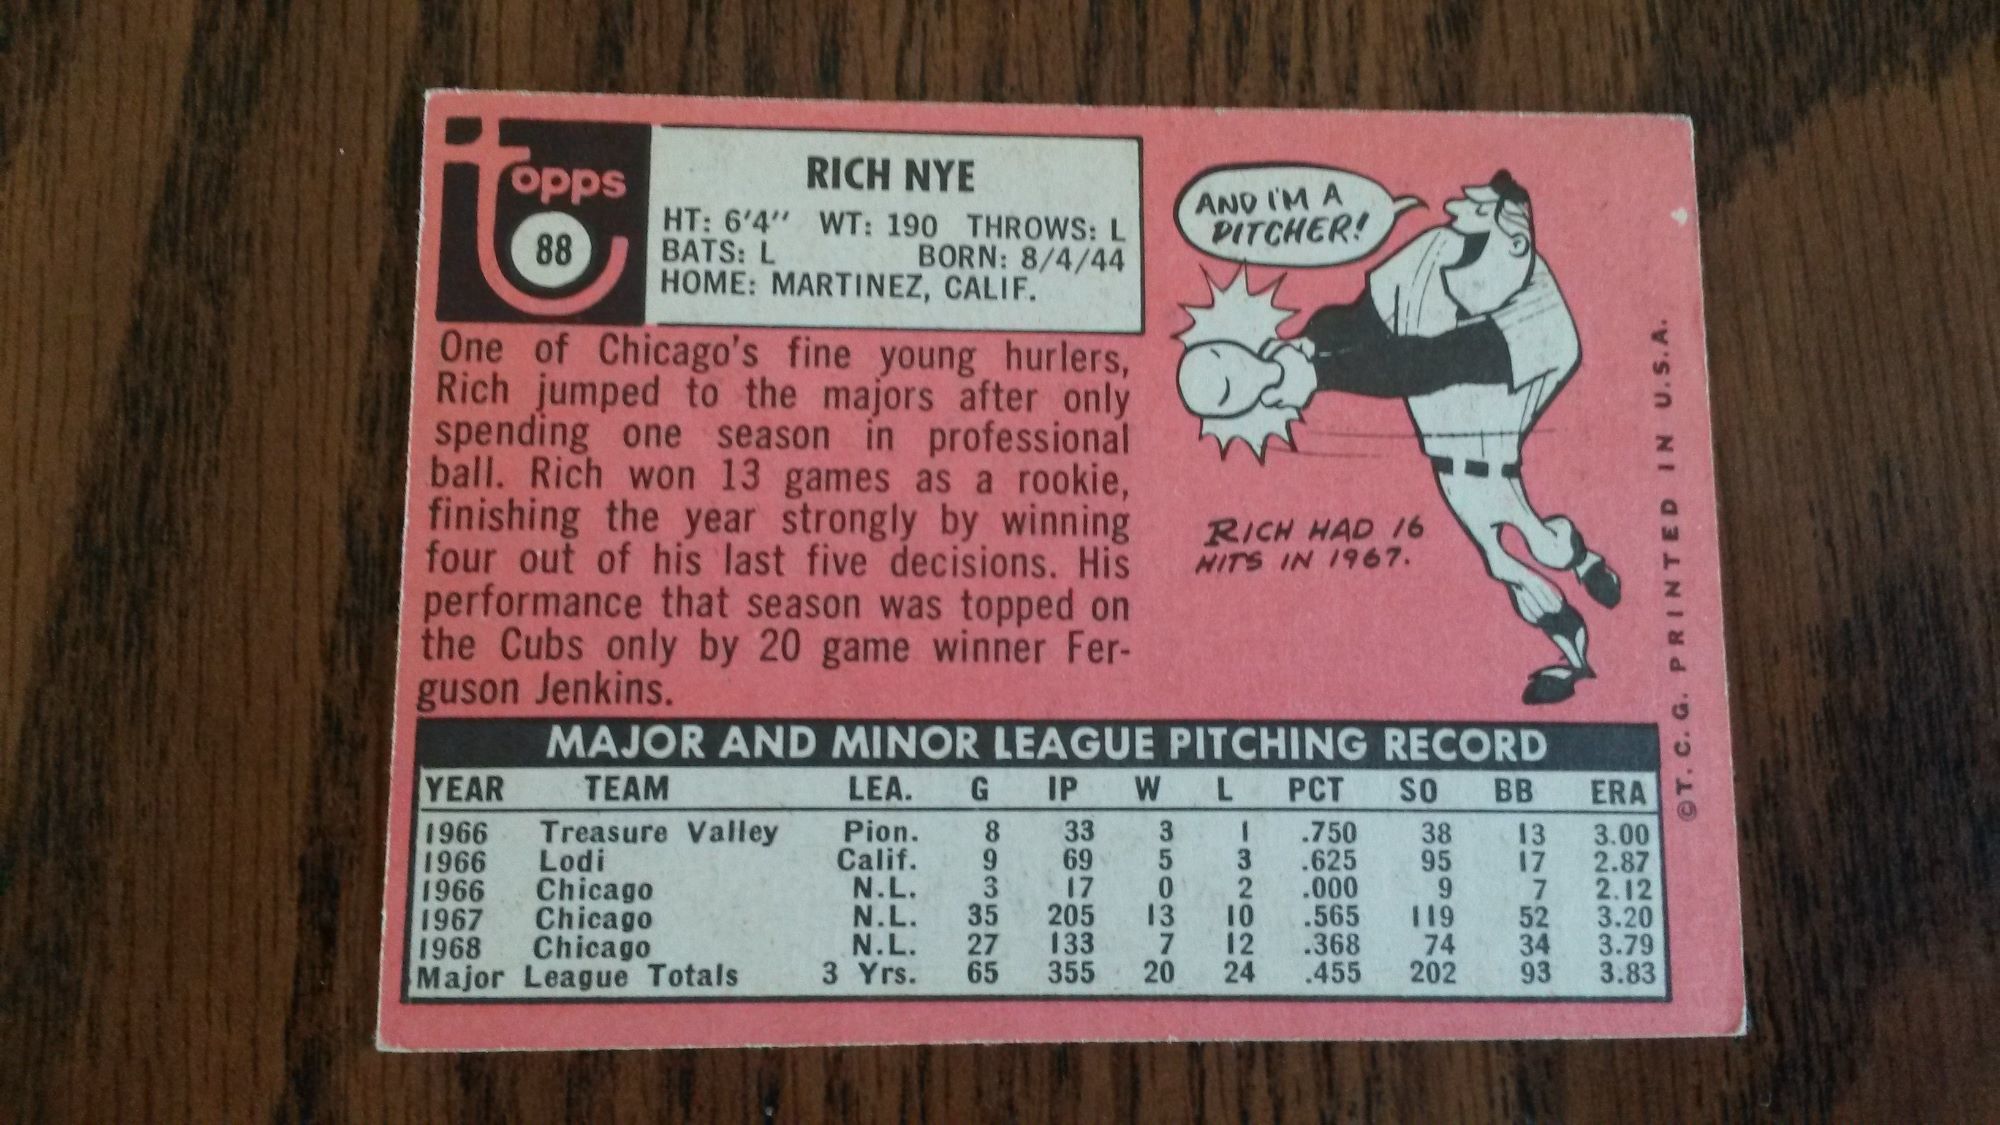 topps
88
RICH NYE
HT: 6'4" WT: 190 THROWS: L
BATS: L BORN: 8/4/44
HOME: MARTINEZ, CALIF.
One of Chicago's fine young hurlers,
Rich jumped to the majors after only
spending one season in professional
ball. Rich won 13 games as a rookie,
finishing the year strongly by winning
four out of his last five decisions. His
performance that season was topped on
the Cubs only by 20 game winner Fer-
guson Jenkins.
AND I'M A
PITCHER!
RICH HAD 16
HITS IN 1967.
MAJOR AND MINOR LEAGUE PITCHING RECORD
YEAR TEAM LEA. G IP W L PCT SO BB ERA
1966 Treasure Valley Pion. 8 33 3 1 .750 38 13 3.00
1966 Lodi Calif. 9 69 5 3 .625 95 17 2.87
1966 Chicago N.L. 3 17 0 2 .000 9 7 2.12
1967 Chicago N.L. 35 205 13 10 .565 119 52 3.20
1968 Chicago N.L. 27 133 7 12 .368 74 34 3.79
Major League Totals 3 Yrs. 65 355 20 24 .455 202 93 3.83
©T.C.G. PRINTED IN U.S.A.